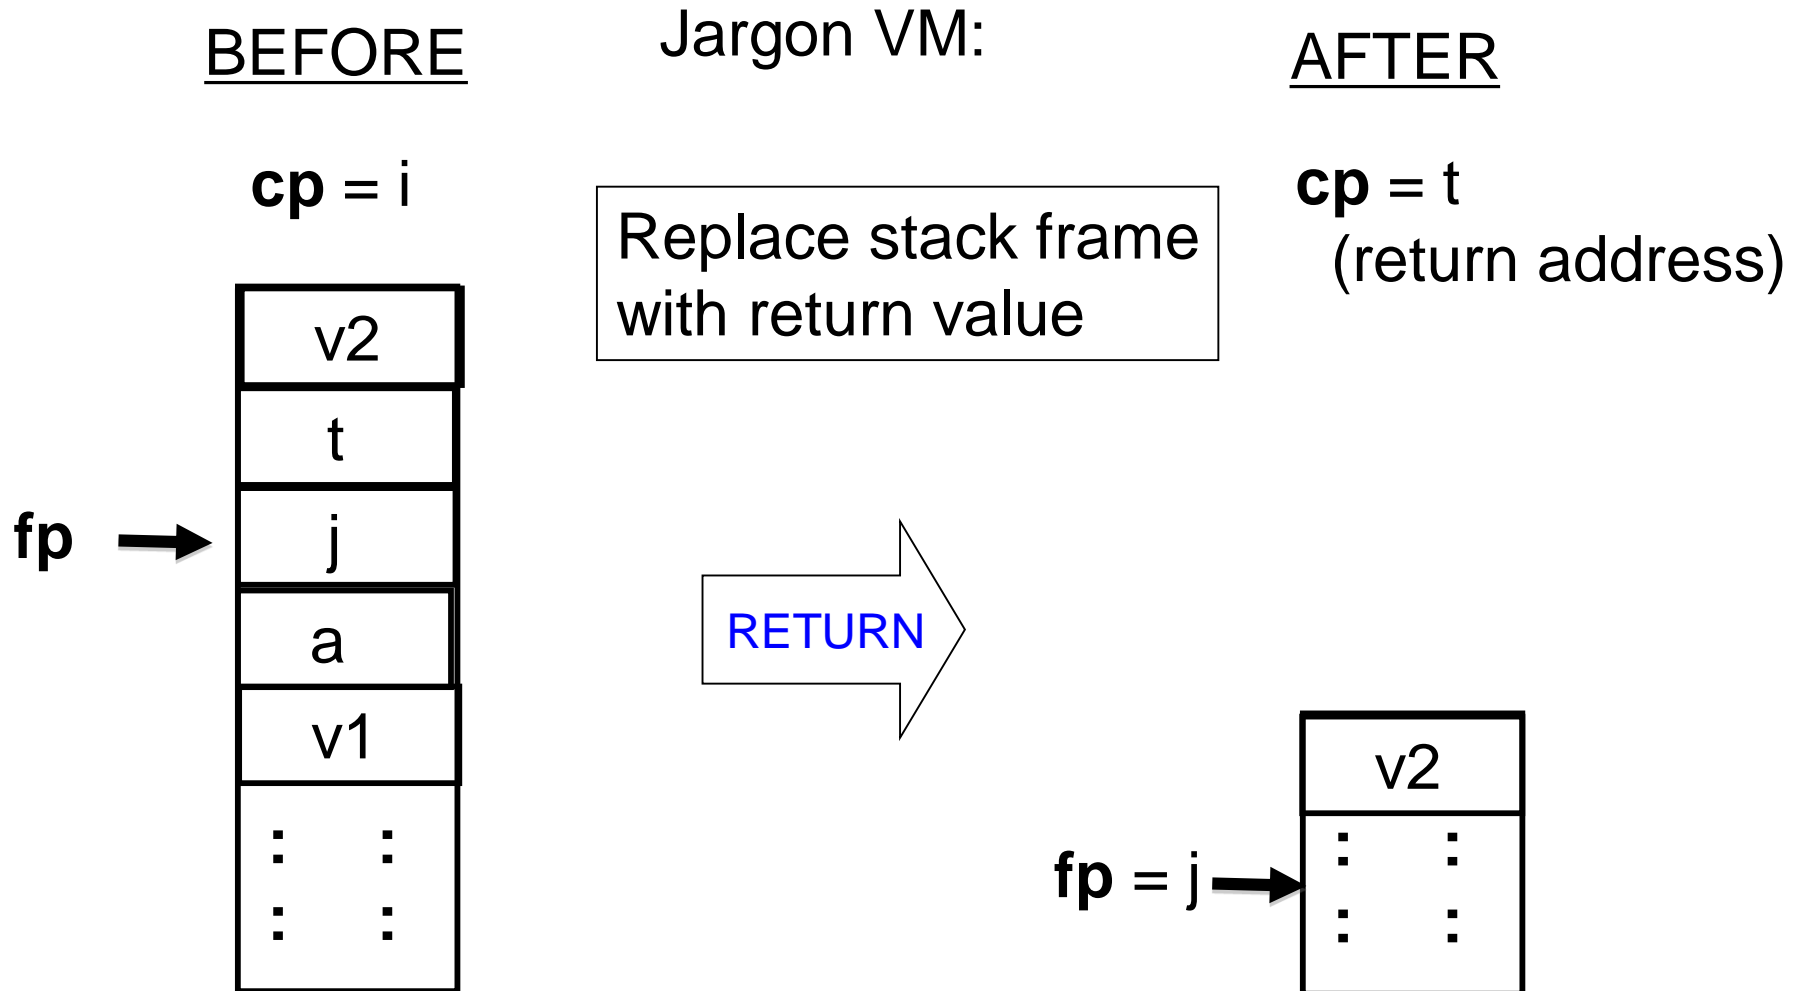 BEFORE
Jargon VM:
AFTER
cp = i
Replace stack frame
with return value
cp = t
(return address)
v2
t
fp
j
a
v1
: :
: :
RETURN
v2
fp = j
: :
: :